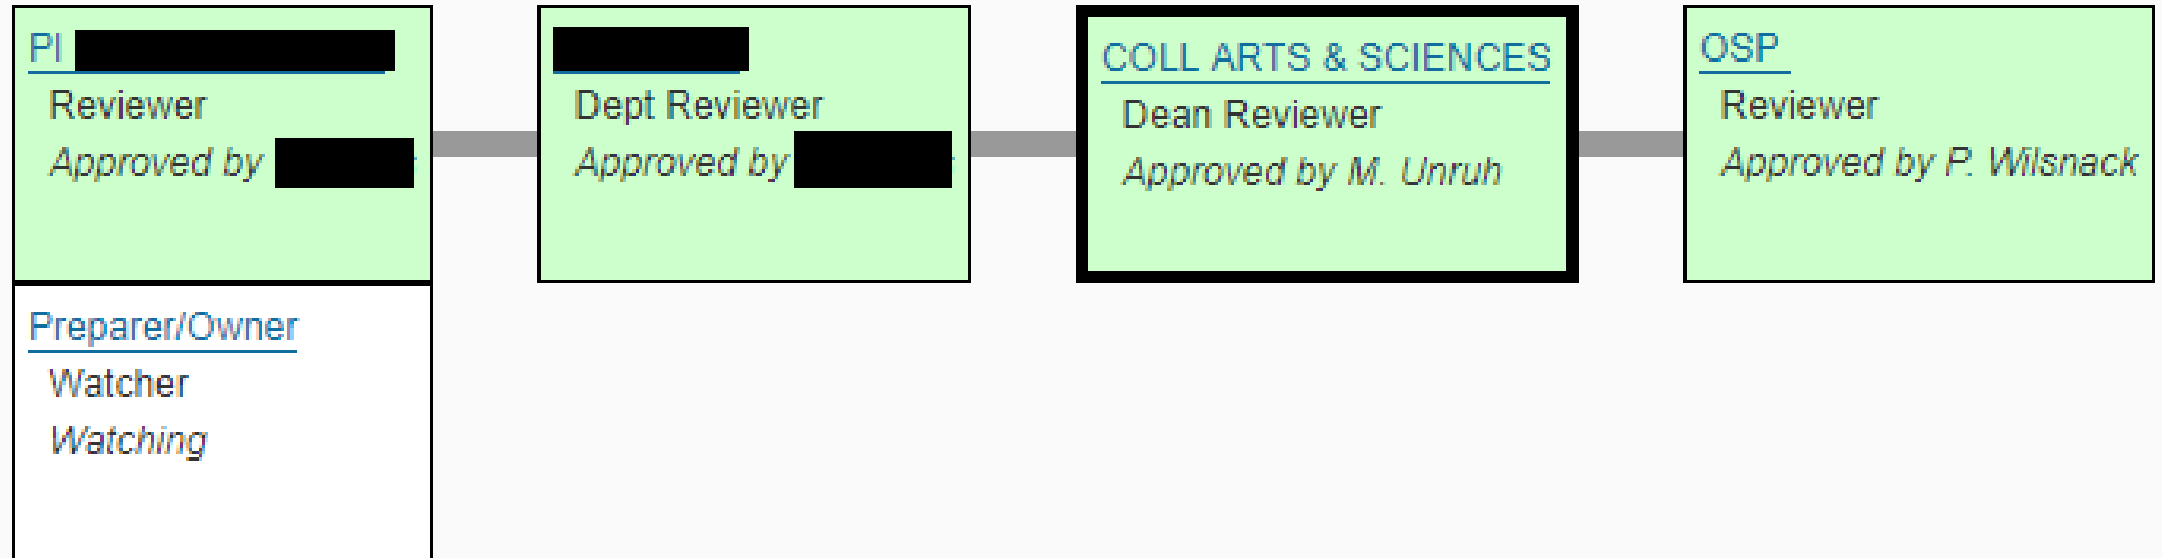 PI
Reviewer
Approved by
Preparer/Owner
Watcher
Watching
Dept Reviewer
Approved by
COLL ARTS & SCIENCES
Dean Reviewer
Approved by M. Unruh
OSP
Reviewer
Approved by P. Wilsnack